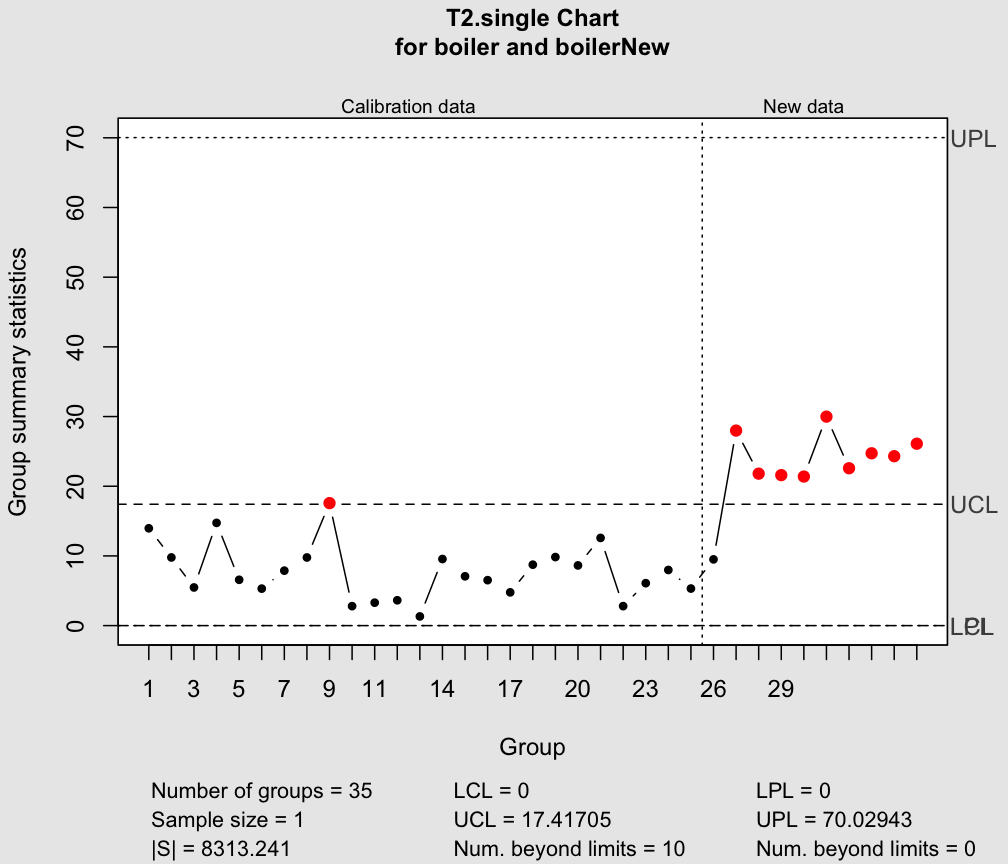 T2.single Chart
for boiler and boilerNew
Calibration data New data
70
60
50
40
30
20
10
0
Group summary statistics
UPL
UCL
LPL
1 3 5 7 9 11 14 17 20 23 26 29
Group
Number of groups = 35 LCL = 0 LPL = 0
Sample size = 1 UCL = 17.41705 UPL = 70.02943
|S| = 8313.241 Num. beyond limits = 10 Num. beyond limits = 0